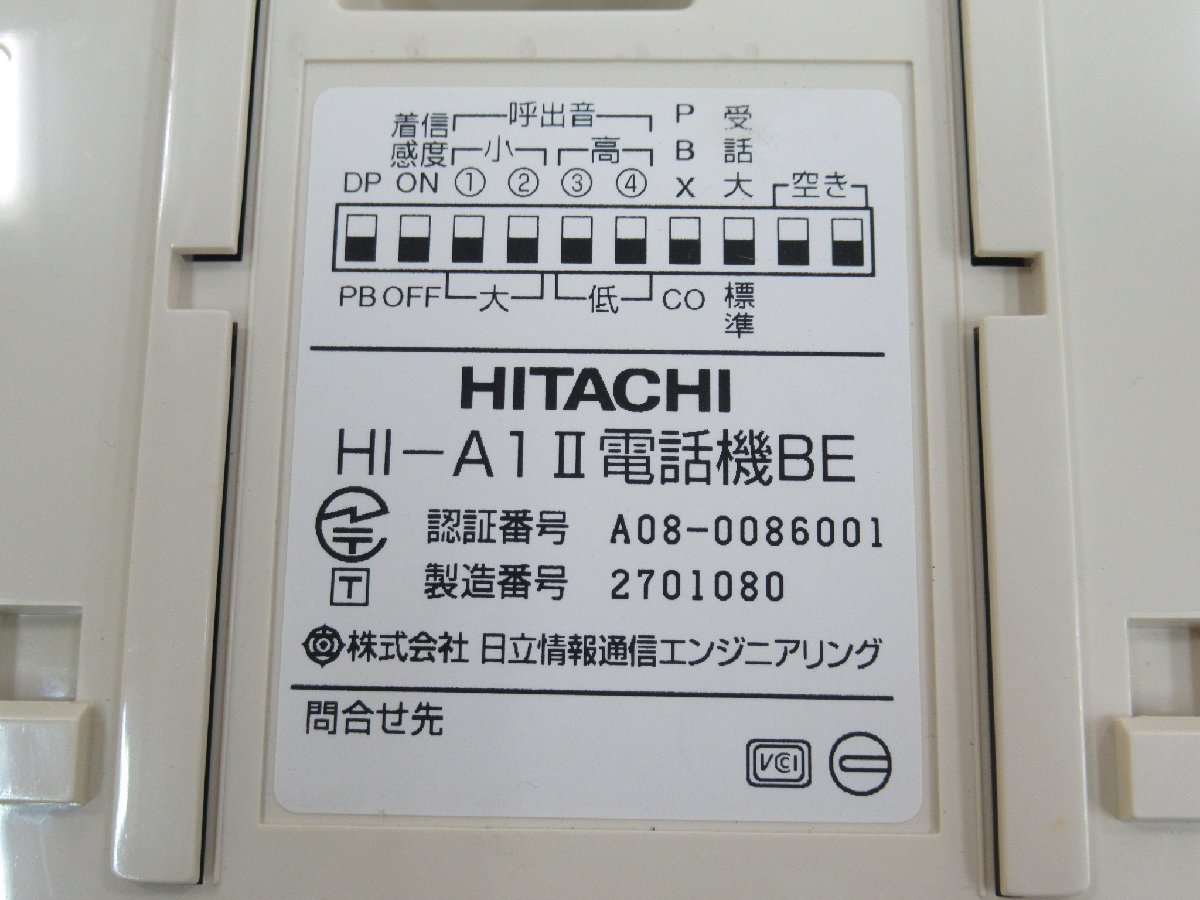 着信 呼出音 P 受
感度 小 高 B 話
DP ON ① ② ③ ④ X 大 空き
PB OFF 大 低 CO 標準
HITACHI
HI-A1Ⅱ電話機BE
認証番号 A08-0086001
T 製造番号 2701080
株式会社 日立情報通信エンジニアリング
問合せ先
VCCI